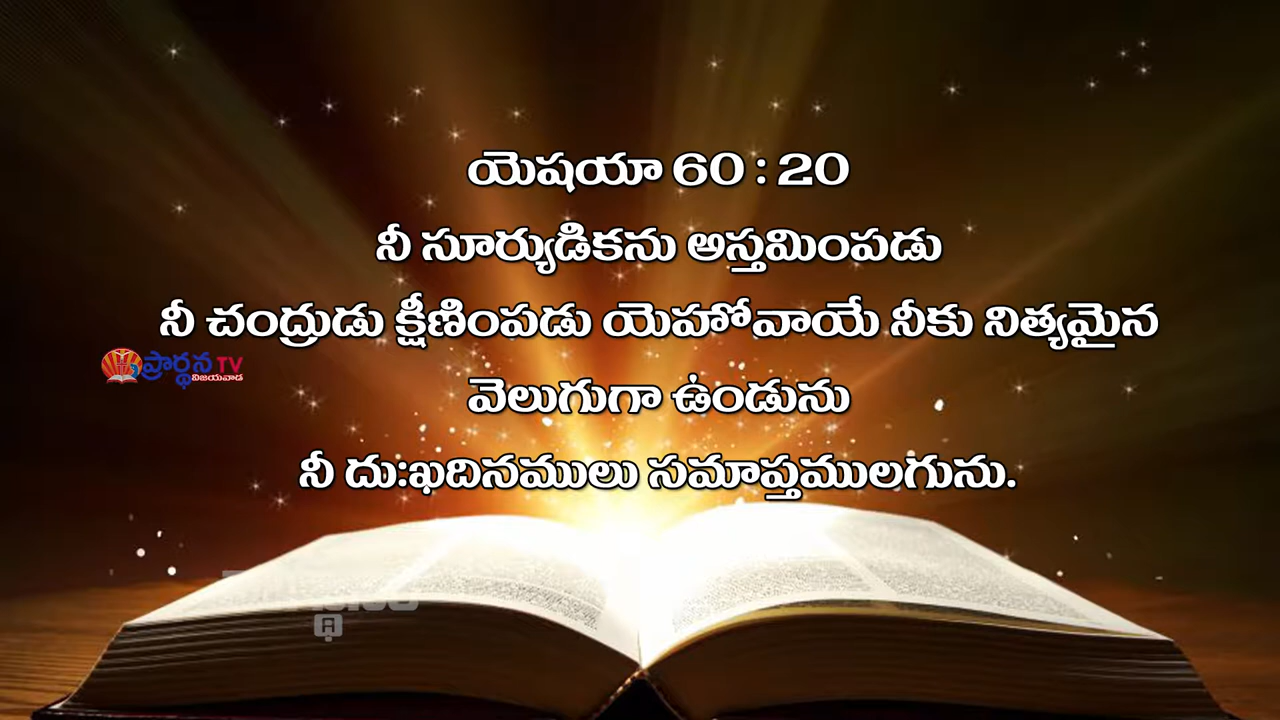 యెషయా 60 : 20
నీ సూర్యుడికను అస్తమింపడు
నీ చంద్రుడు క్షీణింపడు యెహోవాయే నీకు నిత్యమైన
ప్రార్థన TV
విజయవాడ
వెలుగుగా ఉండును
నీ దు:ఖదినములు సమాప్తములగును.